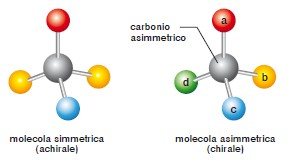 carbonio
asimmetrico
a
d
b
c
molecola simmetrica
(achirale)
molecola asimmetrica
(chirale)